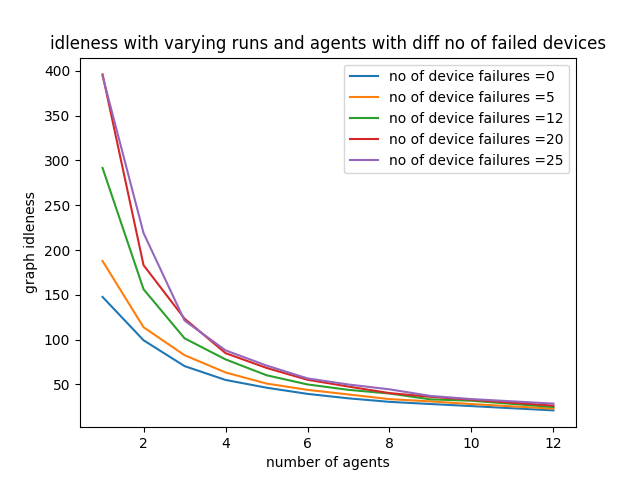 idleness with varying runs and agents with diff no of failed devices
400
350
300
250
200
150
100
50
graph idleness
no of device failures =0
no of device failures =5
no of device failures =12
no of device failures =20
no of device failures =25
2 4 6 8 10 12
number of agents